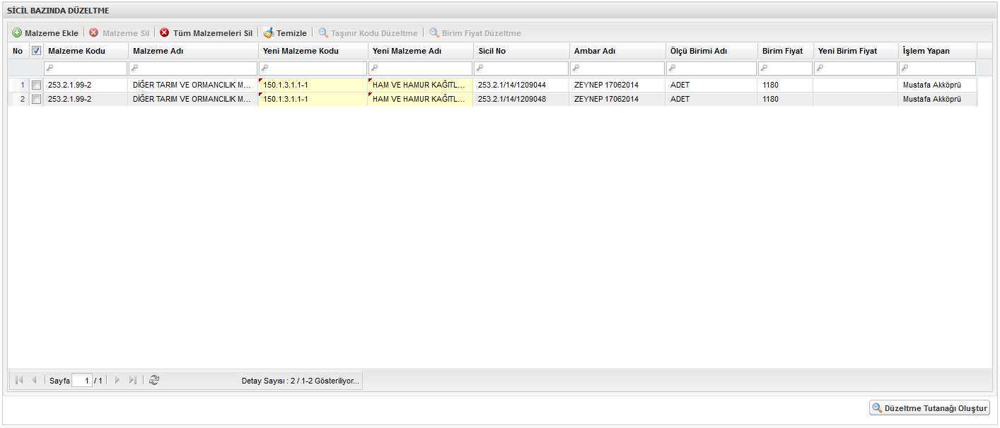 SİCİL BAZINDA DÜZELTME
Malzeme Ekle Malzeme Sil Tüm Malzemeleri Sil Temizle Taşınır Kodu Düzeltme Birim Fiyat Düzeltme
No Malzeme Kodu Malzeme Adı Yeni Malzeme Kodu Yeni Malzeme Adı Sicil No Ambar Adı Ölçü Birimi Adı Birim Fiyat Yeni Birim Fiyat İşlem Yapan
1 253.2.1.99-2 DİĞER TARIM VE ORMANCILIK M... 150.1.3.1.1-1 HAM VE HAMUR KAĞITL... 253.2.1/14/1209044 ZEYNEP 17062014 ADET 1180 Mustafa Akköprü
2 253.2.1.99-2 DİĞER TARIM VE ORMANCILIK M... 150.1.3.1.1-1 HAM VE HAMUR KAĞITL... 253.2.1/14/1209048 ZEYNEP 17062014 ADET 1180 Mustafa Akköprü
Sayfa 1 / 1 Detay Sayısı : 2 / 1-2 Gösteriliyor...
Düzeltme Tutanağı Oluştur